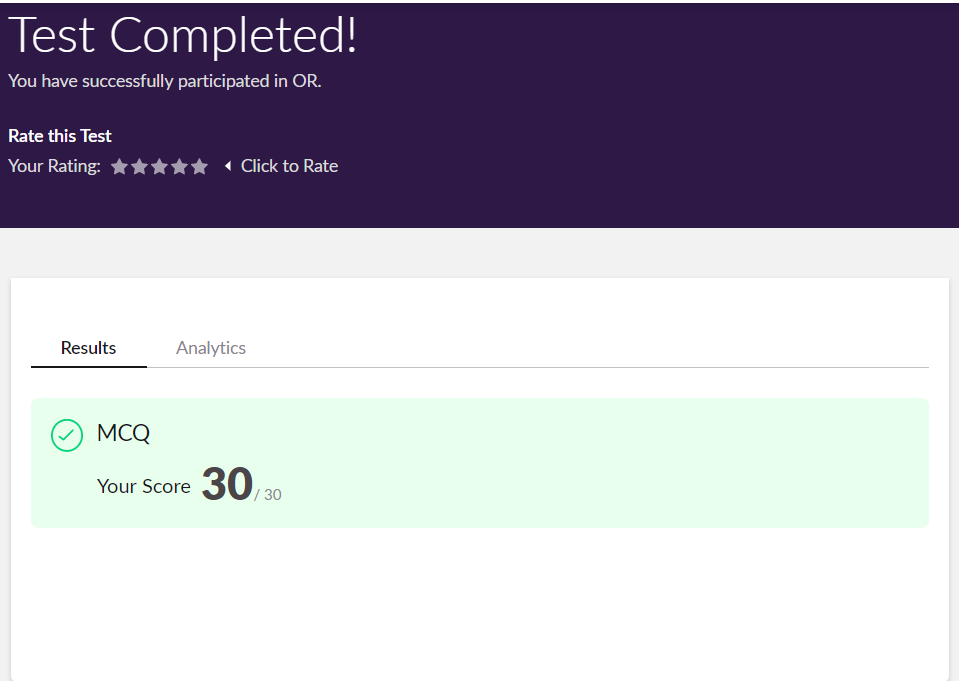 Test Completed!
You have successfully participated in OR.
Rate this Test
Your Rating: Click to Rate
Results Analytics
MCQ
Your Score 30 / 30